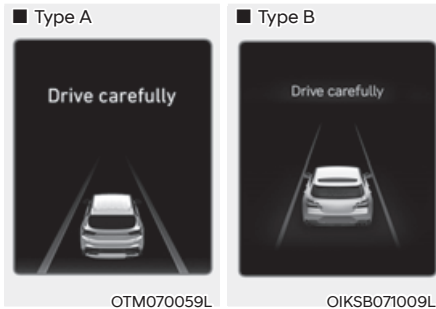 ■ Type A
Drive carefully
OTM070059L
■ Type B
Drive carefully
OIKSB071009L